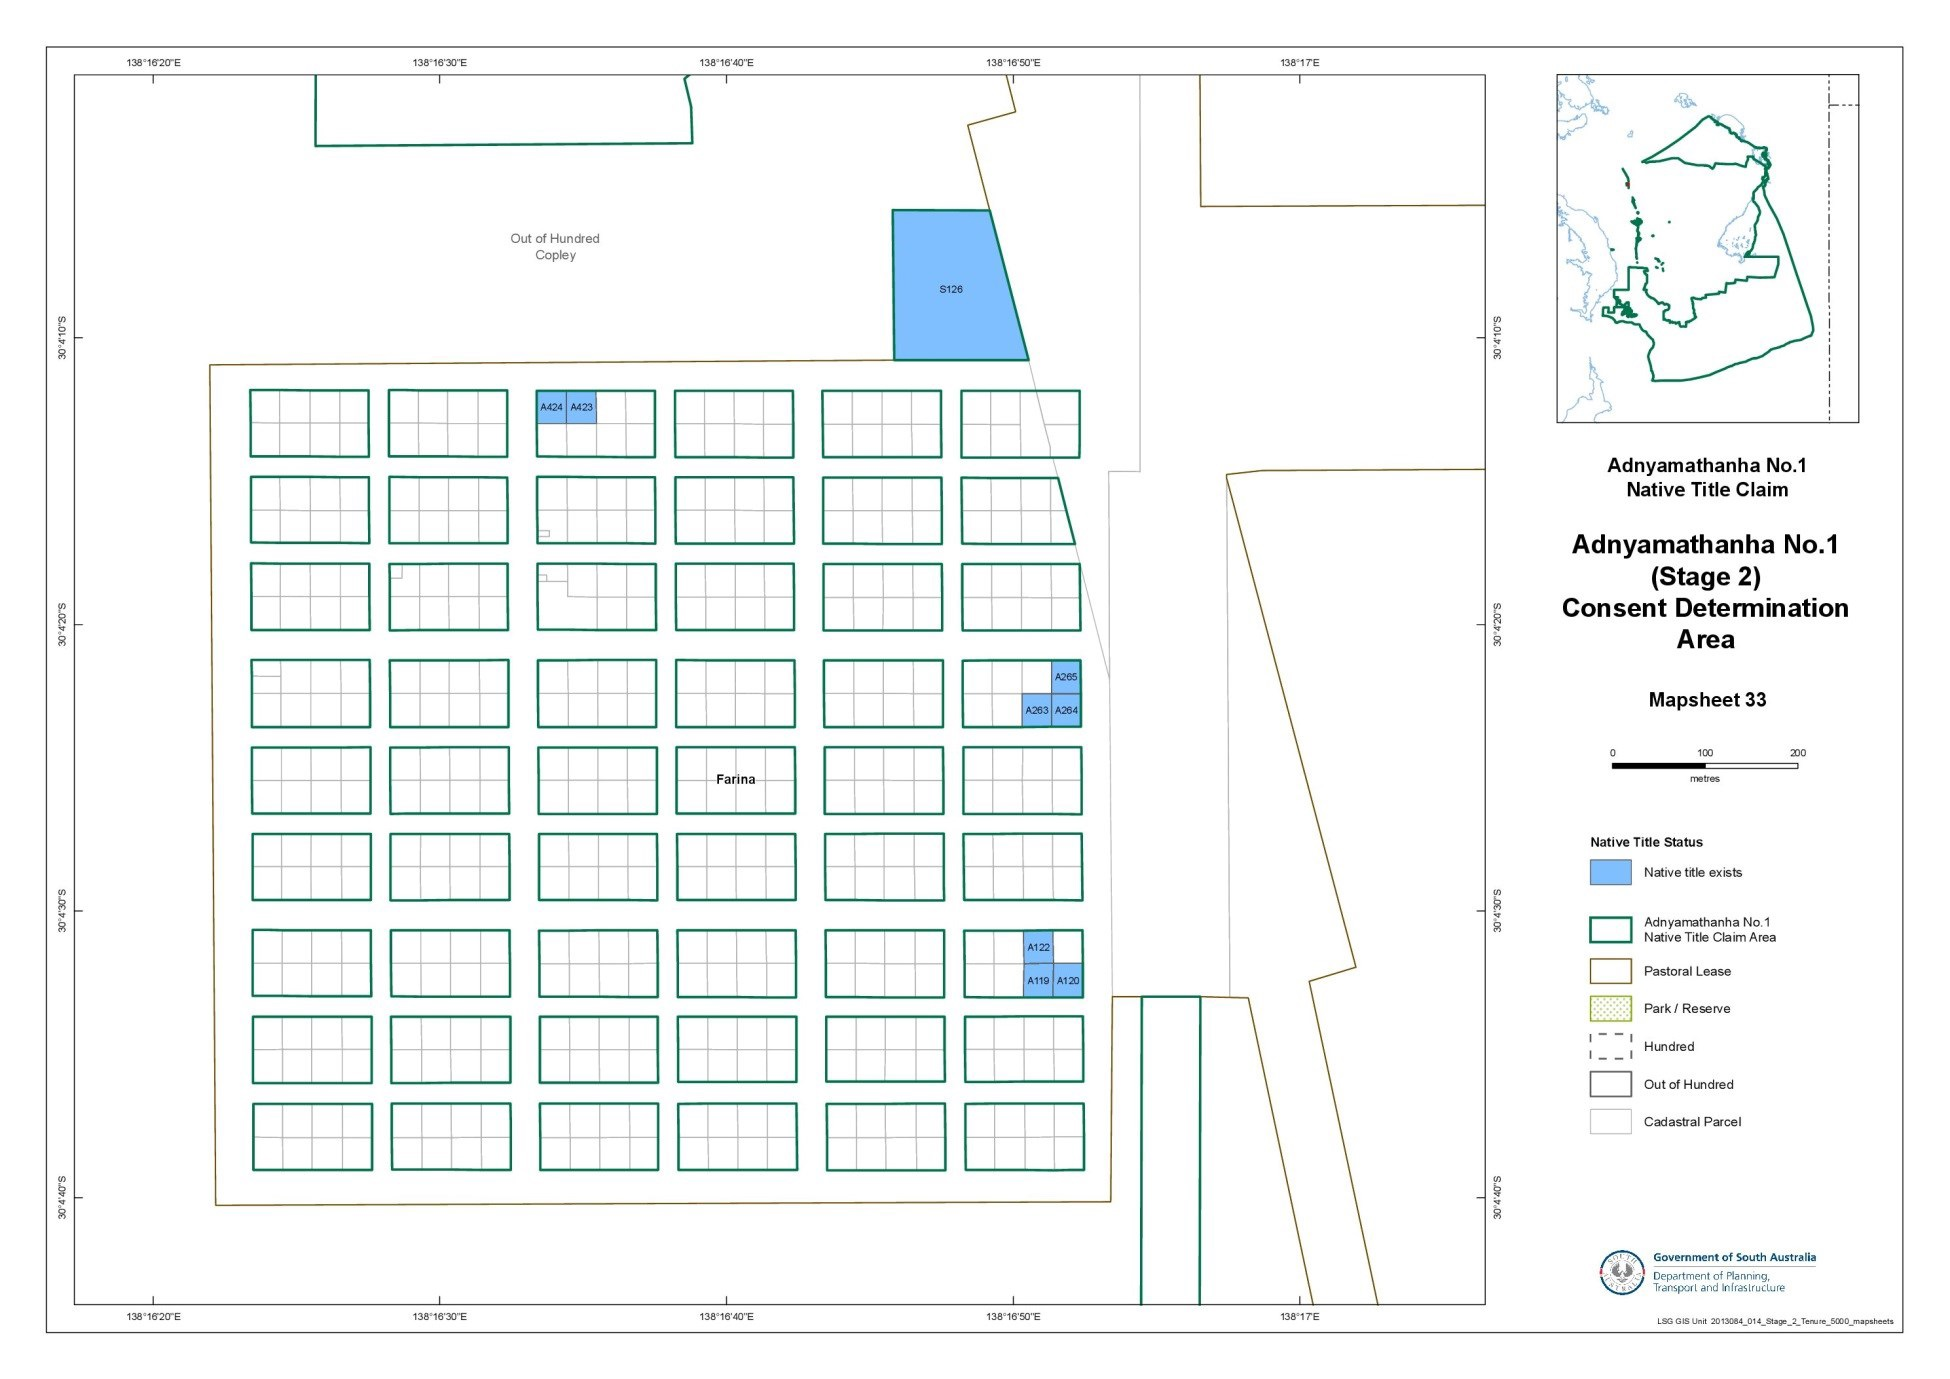 138°16'20"E
138°16'30"E
138°16'40"E
138°16'50"E
138°17'E
Out of Hundred
Copley
S126
30°4'10"S
30°4'10"S
A424
A423
30°4'20"S
30°4'20"S
A265
A263
A264
Farina
30°4'30"S
30°4'30"S
A122
A119
A120
30°4'40"S
30°4'40"S
138°16'20"E
138°16'30"E
138°16'40"E
138°16'50"E
138°17'E
Adnyamathanha No.1
Native Title Claim
Adnyamathanha No.1
(Stage 2)
Consent Determination
Area
Mapsheet 33
0
100
200
metres
Native Title Status
Native title exists
Adnyamathanha No.1
Native Title Claim Area
Pastoral Lease
Park / Reserve
Hundred
Out of Hundred
Cadastral Parcel
SOUTH
AUSTRALIA
Government of South Australia
Department of Planning,
Transport and Infrastructure
LSG GIS Unit 2013084_014_Stage_2_Tenure_5000_mapsheets